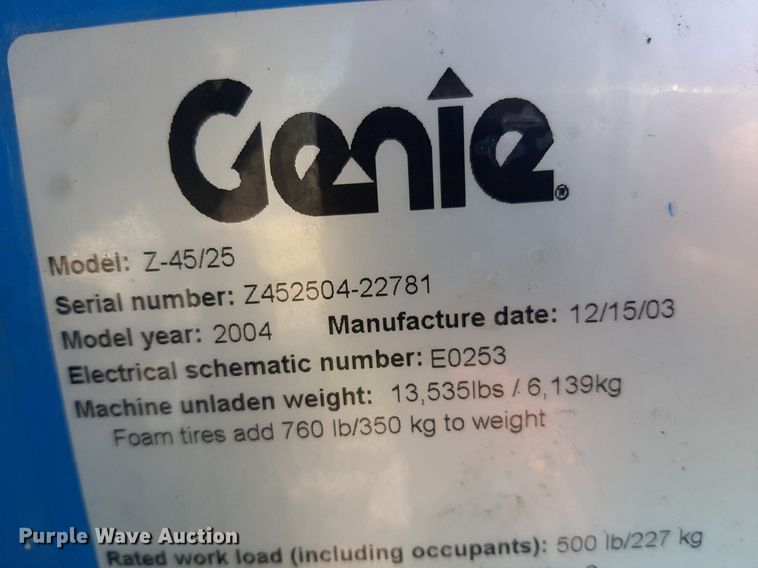 Genie®
Model: Z-45/25
Serial number: Z452504-22781
Model year: 2004 Manufacture date: 12/15/03
Electrical schematic number: E0253
Machine unladen weight: 13,535lbs / 6,139kg
Foam tires add 760 lb/350 kg to weight
Rated work load (including occupants): 500 lb/227 kg
Purple Wave Auction